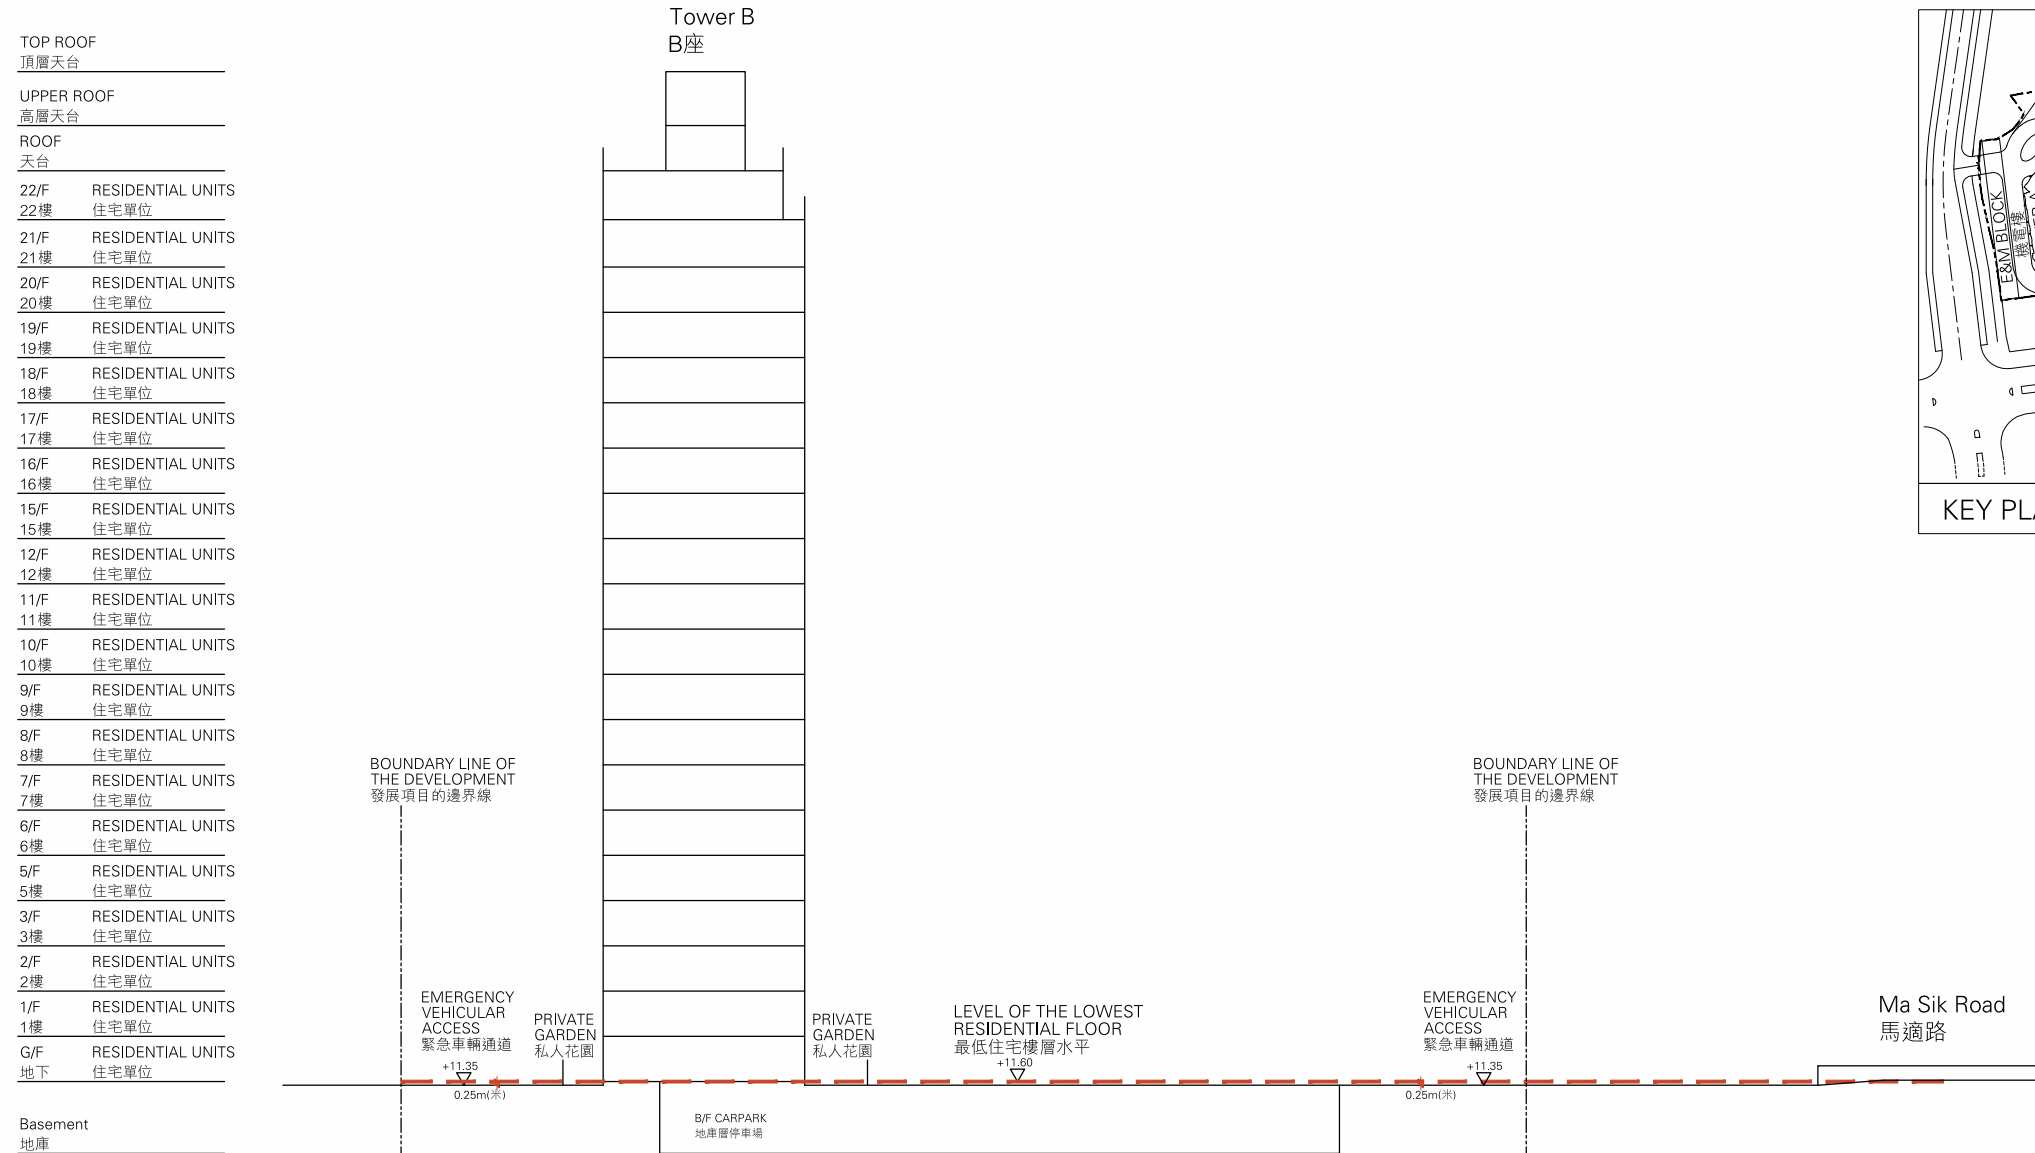 Tower B
B座
TOP ROOF
頂層天台
UPPER ROOF
高層天台
ROOF
天台
22/F RESIDENTIAL UNITS
22樓 住宅單位
21/F RESIDENTIAL UNITS
21樓 住宅單位
20/F RESIDENTIAL UNITS
20樓 住宅單位
19/F RESIDENTIAL UNITS
19樓 住宅單位
18/F RESIDENTIAL UNITS
18樓 住宅單位
17/F RESIDENTIAL UNITS
17樓 住宅單位
16/F RESIDENTIAL UNITS
16樓 住宅單位
15/F RESIDENTIAL UNITS
15樓 住宅單位
12/F RESIDENTIAL UNITS
12樓 住宅單位
11/F RESIDENTIAL UNITS
11樓 住宅單位
10/F RESIDENTIAL UNITS
10樓 住宅單位
9/F RESIDENTIAL UNITS
9樓 住宅單位
8/F RESIDENTIAL UNITS
8樓 住宅單位
7/F RESIDENTIAL UNITS
7樓 住宅單位
6/F RESIDENTIAL UNITS
6樓 住宅單位
5/F RESIDENTIAL UNITS
5樓 住宅單位
3/F RESIDENTIAL UNITS
3樓 住宅單位
2/F RESIDENTIAL UNITS
2樓 住宅單位
1/F RESIDENTIAL UNITS
1樓 住宅單位
G/F RESIDENTIAL UNITS
地下 住宅單位
Basement
地庫
BOUNDARY LINE OF
THE DEVELOPMENT
發展項目的邊界線
EMERGENCY
VEHICULAR
ACCESS
緊急車輛通道
+11.35
0.25m(米)
PRIVATE
GARDEN
私人花園
B/F CARPARK
地庫層停車場
PRIVATE
GARDEN
私人花園
LEVEL OF THE LOWEST
RESIDENTIAL FLOOR
最低住宅樓層水平
+11.60
BOUNDARY LINE OF
THE DEVELOPMENT
發展項目的邊界線
EMERGENCY
VEHICULAR
ACCESS
緊急車輛通道
+11.35
0.25m(米)
Ma Sik Road
馬適路
E&M BLOCK
機電樓
KEY